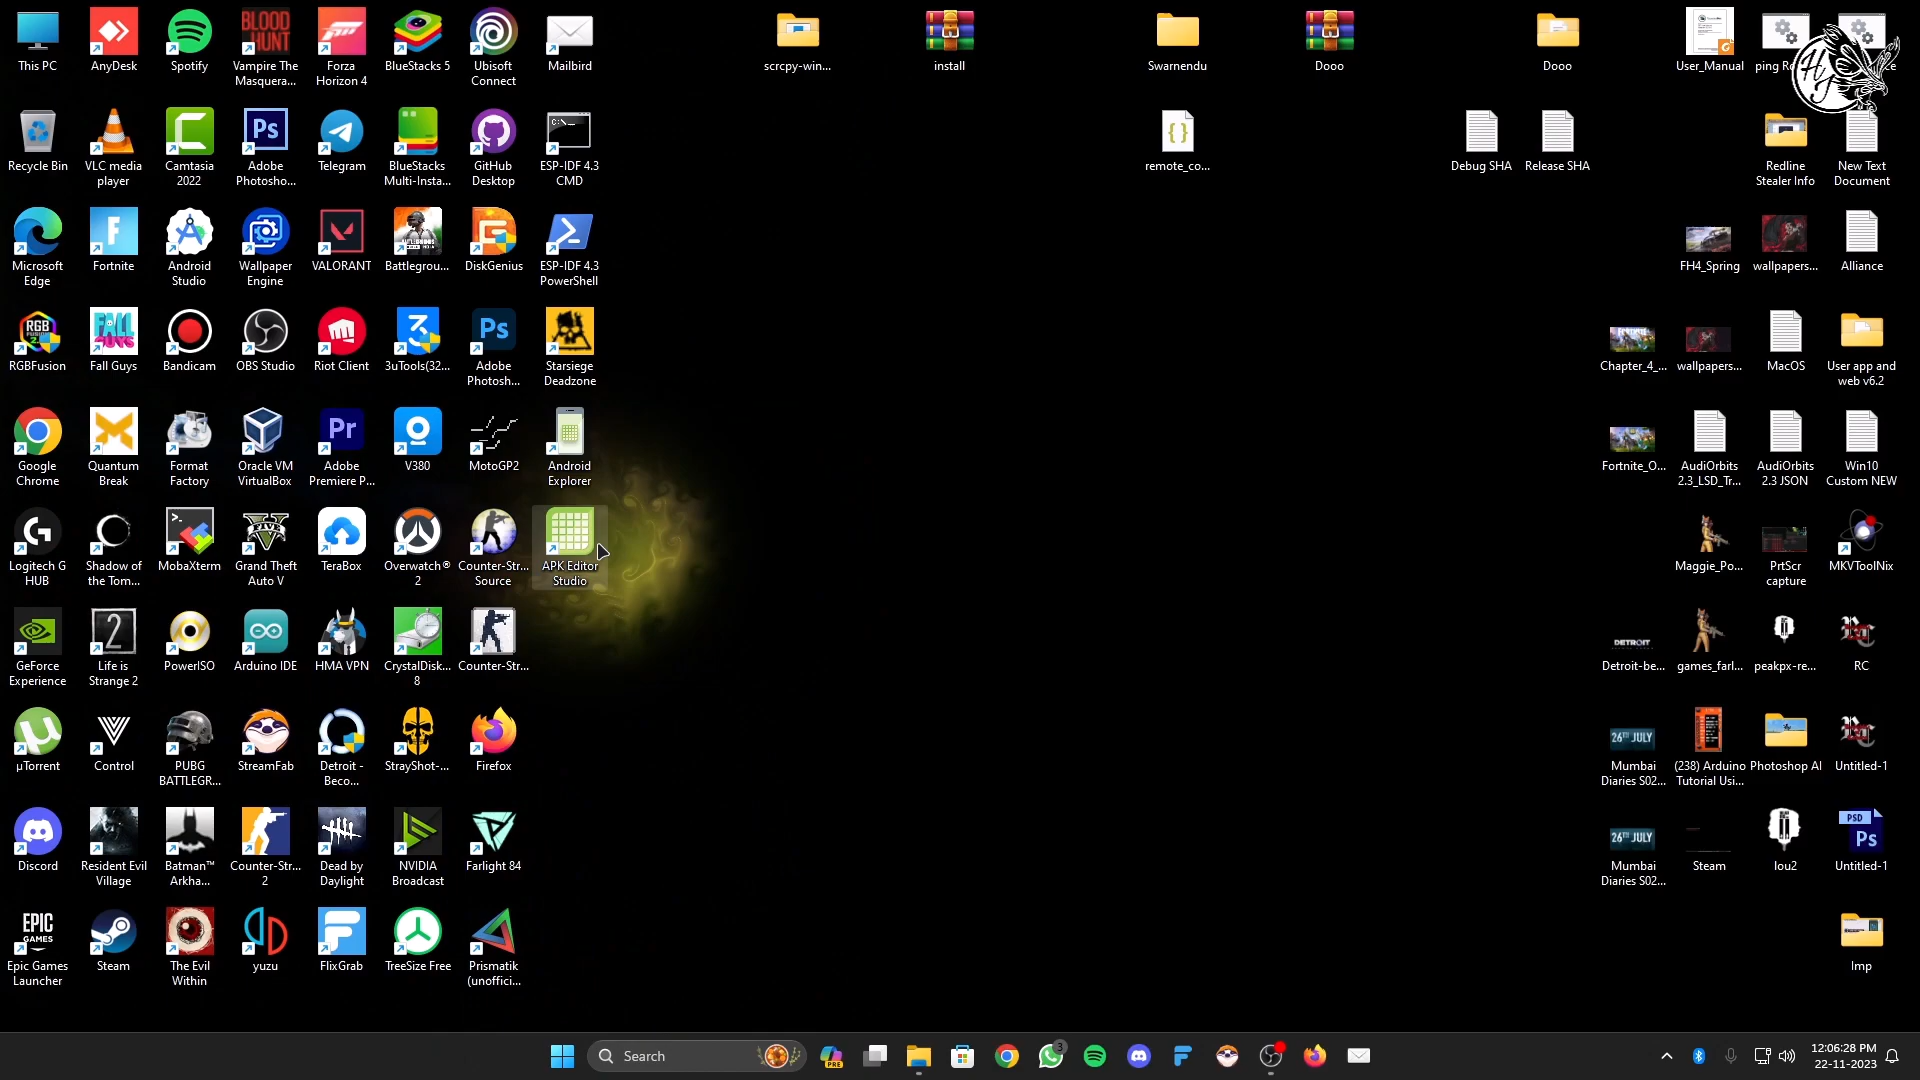 This PC
AnyDesk
Spotify
Vampire The
Masquera...
Forza
Horizon 4
BlueStacks 5
Ubisoft
Connect
Mailbird
scrcpy-win...
install
Swarnendu
Dooo
Dooo
User_Manual
Recycle Bin
VLC media
player
Camtasia
2022
Adobe
Photosho...
Telegram
BlueStacks
Multi-Insta...
GitHub
Desktop
ESP-IDF 4.3
CMD
remote_co...
Debug SHA
Release SHA
Redline
Stealer Info
New Text
Document
Microsoft
Edge
Fortnite
Android
Studio
Wallpaper
Engine
VALORANT
Battlegrou...
DiskGenius
ESP-IDF 4.3
PowerShell
FH4_Spring
wallpapers...
Alliance
RGBFusion
Fall Guys
Bandicam
OBS Studio
Riot Client
3uTools(32...
Adobe
Photosh...
Starsiege
Deadzone
Chapter_4_...
wallpapers...
MacOS
User app and
web v6.2
Google
Chrome
Quantum
Break
Format
Factory
Oracle VM
VirtualBox
Adobe
Premiere P...
V380
MotoGP2
Android
Explorer
Fortnite_O...
AudiOrbits
2.3_LSD_Tr...
AudiOrbits
2.3 JSON
Win10
Custom NEW
Logitech G
HUB
Shadow of
the Tom...
MobaXterm
Grand Theft
Auto V
TeraBox
Overwatch®
2
Counter-Str...
Source
APK Editor
Studio
Maggie_Po...
PrtScr
capture
MKVToolNix
GeForce
Experience
Life is
Strange 2
PowerISO
Arduino IDE
HMA VPN
CrystalDisk...
8
Counter-Str...
Detroit-be...
games_farl...
peakpx-re...
RC
µTorrent
Control
PUBG
BATTLEGR...
StreamFab
Detroit -
Beco...
StrayShot-...
Firefox
Mumbai
Diaries S02...
(238) Arduino
Tutorial Usi...
Photoshop AI
Untitled-1
Discord
Resident Evil
Village
Batman™
Arkha...
Counter-Str...
2
Dead by
Daylight
NVIDIA
Broadcast
Farlight 84
Mumbai
Diaries S02...
Steam
lou2
Untitled-1
Epic Games
Launcher
Steam
The Evil
Within
yuzu
FlixGrab
TreeSize Free
Prismatik
(unoffici...
Imp
Search
12:06:28 PM
22-11-2023